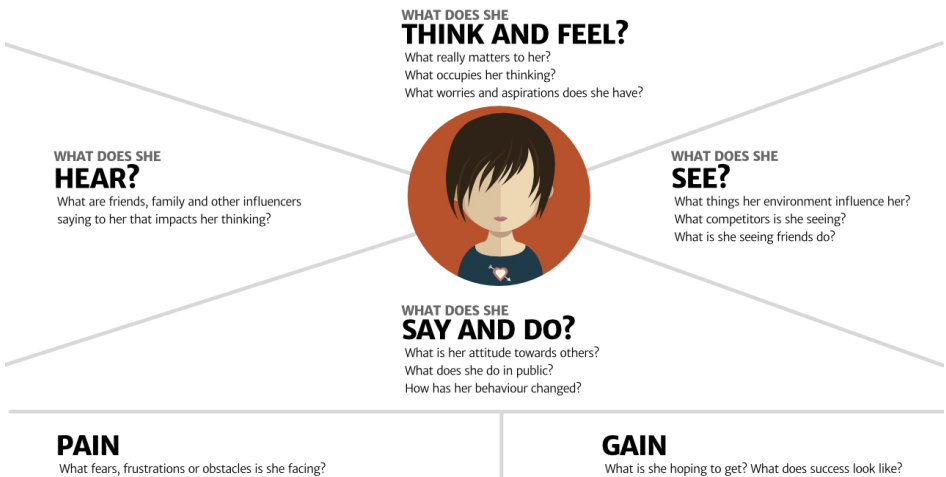 WHAT DOES SHE
THINK AND FEEL?
What really matters to her?
What occupies her thinking?
What worries and aspirations does she have?
WHAT DOES SHE
HEAR?
What are friends, family and other influencers
saying to her that impacts her thinking?
WHAT DOES SHE
SEE?
What things her environment influence her?
What competitors is she seeing?
What is she seeing friends do?
WHAT DOES SHE
SAY AND DO?
What is her attitude towards others?
What does she do in public?
How has her behaviour changed?
PAIN
What fears, frustrations or obstacles is she facing?
GAIN
What is she hoping to get? What does success look like?